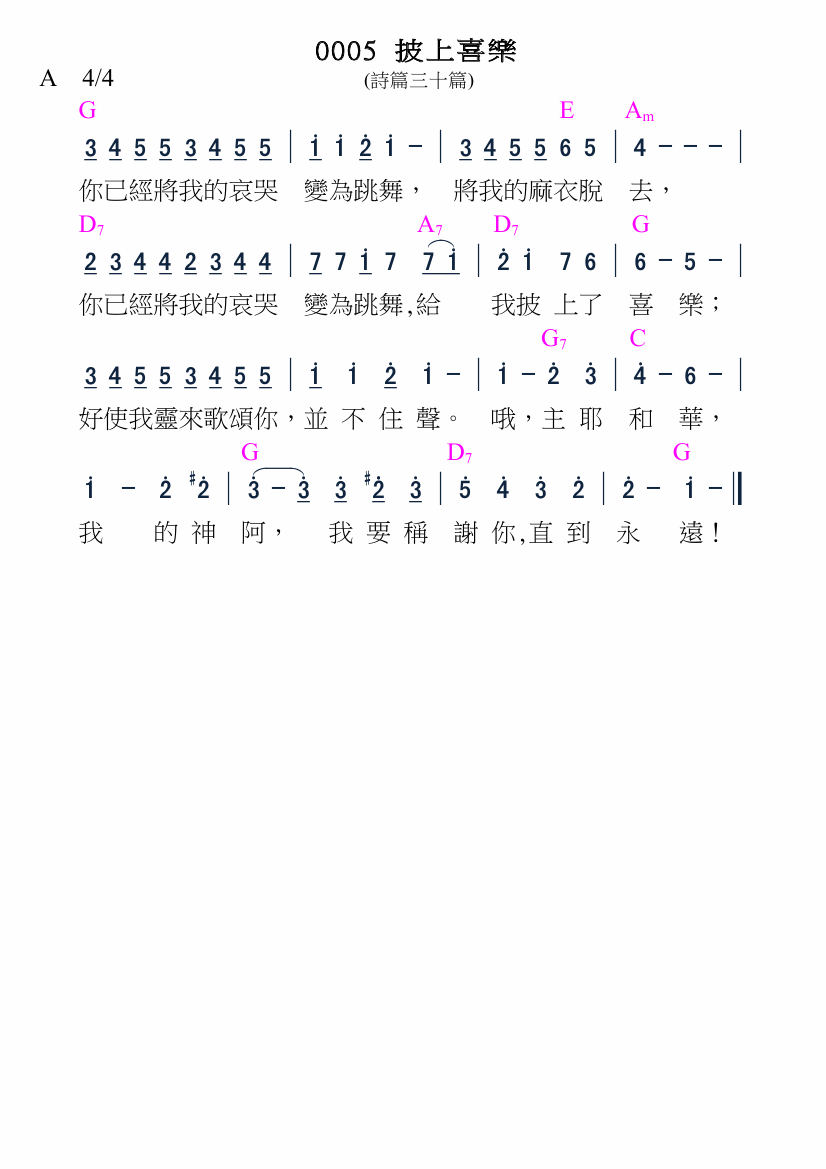 0005 披上喜樂
A 4/4 (詩篇三十篇)
G E Am
3 4 5 5 3 4 5 5 | i i 2̇ i - | 3 4 5 5 6 5 | 4 - - - |
你已經將我的哀哭 變為跳舞， 將我的麻衣脫 去，
D7 A7 D7 G
2 3 4 4 2 3 4 4 | 7 7 i 7 7 i | 2̇ i 7 6 | 6 - 5 - |
你已經將我的哀哭 變為跳舞,給 我披 上了 喜 樂；
G7 C
3 4 5 5 3 4 5 5 | i i 2̇ i - | i - 2̇ 3̇ | 4̇ - 6 - |
好使我靈來歌頌你，並 不 住 聲。 哦，主 耶 和 華，
G D7 G
i - 2̇ #2̇ | 3̇ - 3̇ 3̇ #2̇ 3̇ | 5̇ 4̇ 3̇ 2̇ | 2̇ - i - ‖
我 的 神 阿， 我 要 稱 謝 你,直 到 永 遠！